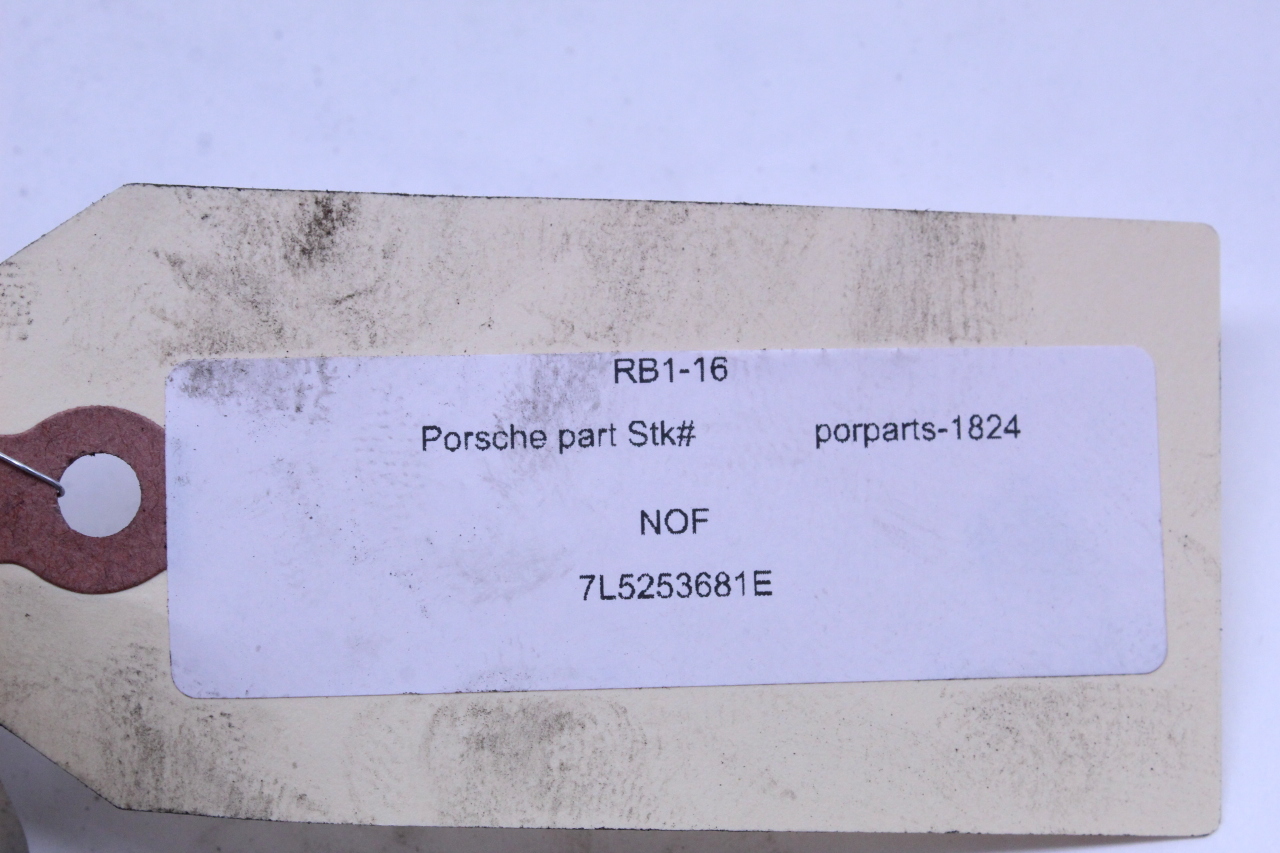 RB1-16
Porsche part Stk# porparts-1824
NOF
7L5253681E